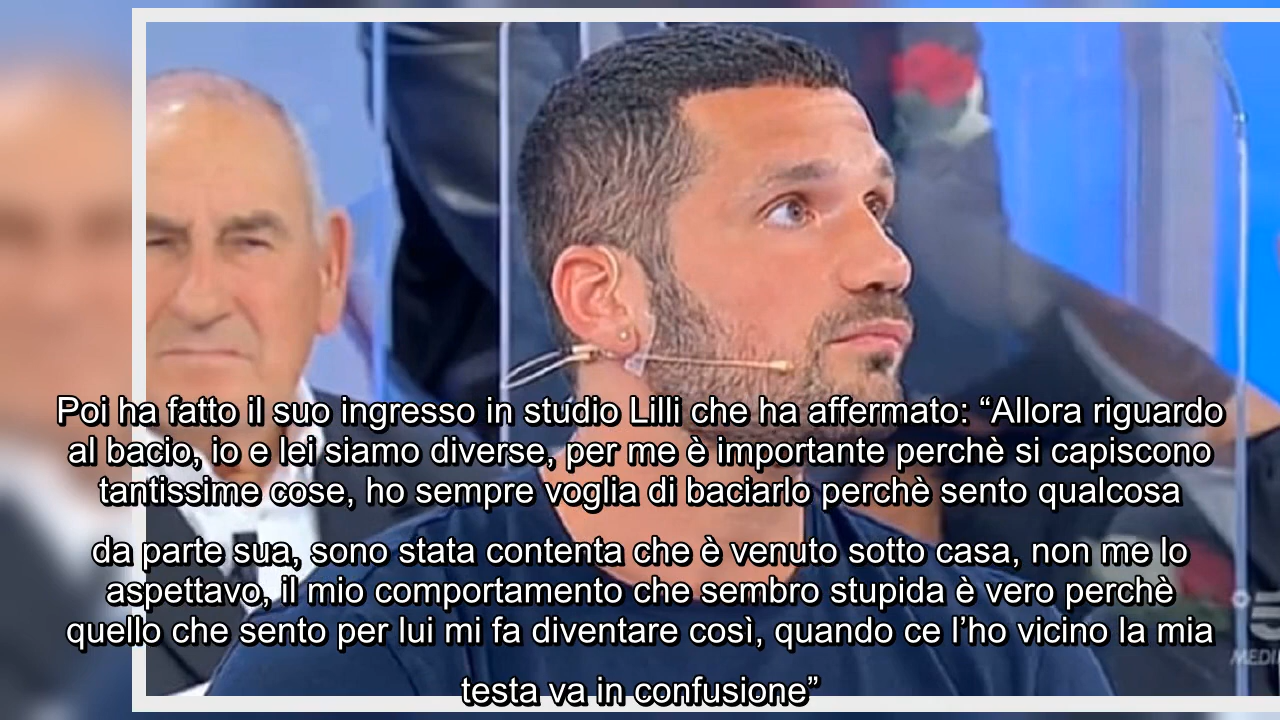 Poi ha fatto il suo ingresso in studio Lilli che ha affermato: “Allora riguardo
al bacio, io e lei siamo diverse, per me è importante perchè si capiscono
tantissime cose, ho sempre voglia di baciarlo perchè sento qualcosa
da parte sua, sono stata contenta che è venuto sotto casa, non me lo
aspettavo, il mio comportamento che sembro stupida è vero perchè
quello che sento per lui mi fa diventare così, quando ce l’ho vicino la mia
testa va in confusione”